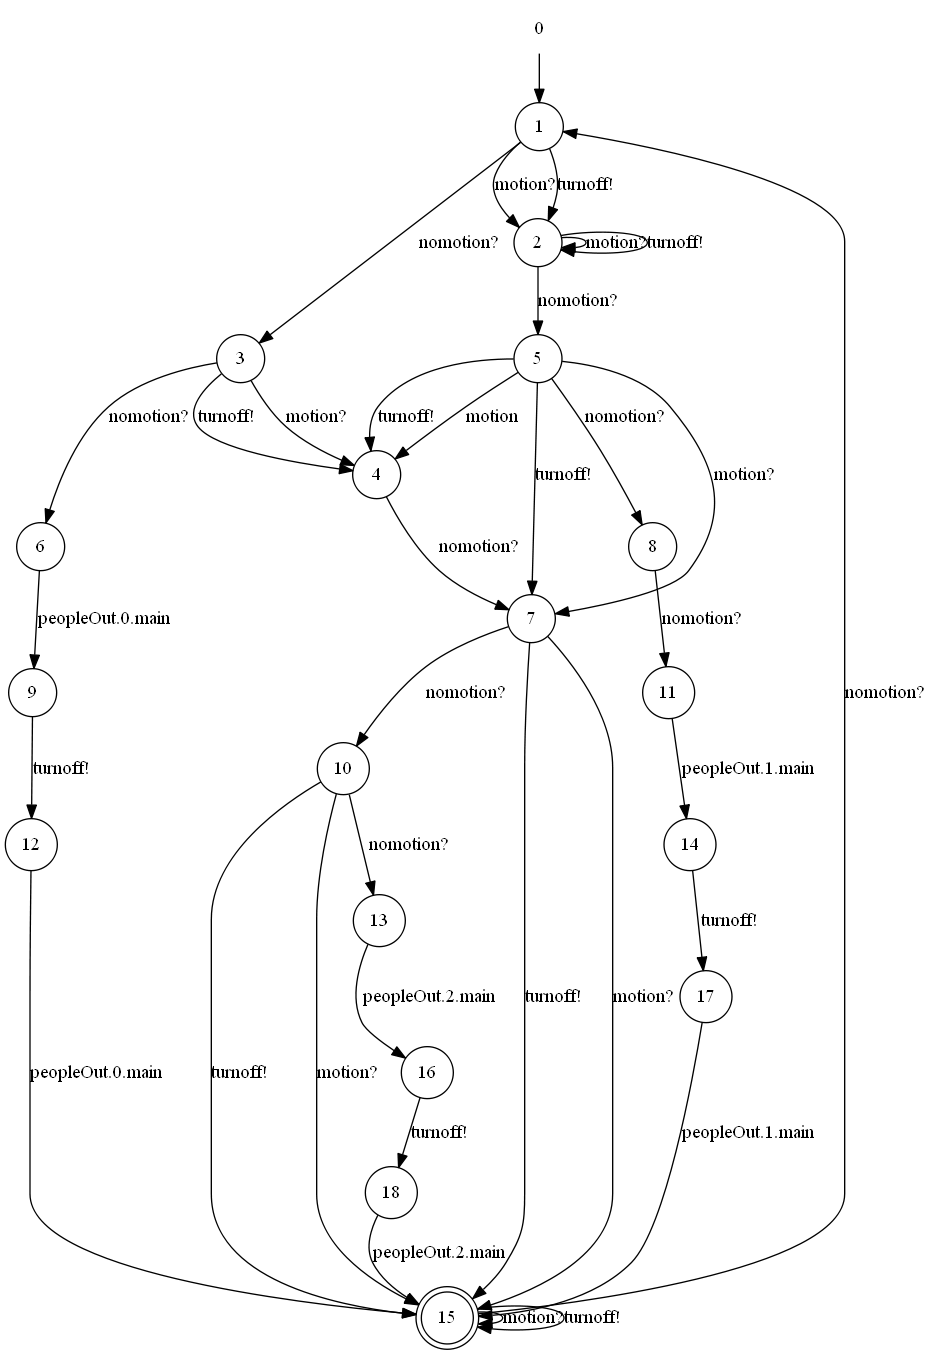 0
1
motion? turnoff!
nomotion? 2 motion? turnoff!
nomotion?
3 5
nomotion? turnoff! motion? turnoff! motion nomotion?
4 turnoff! motion?
6 nomotion? 8
peopleOut.0.main 7 nomotion?
9 nomotion? 11 nomotion?
turnoff! 10 peopleOut.1.main
12 nomotion? 14
13 turnoff!
peopleOut.2.main turnoff! motion? 17
peopleOut.0.main turnoff! motion? 16
turnoff! peopleOut.1.main
18
peopleOut.2.main
15 motion? turnoff!